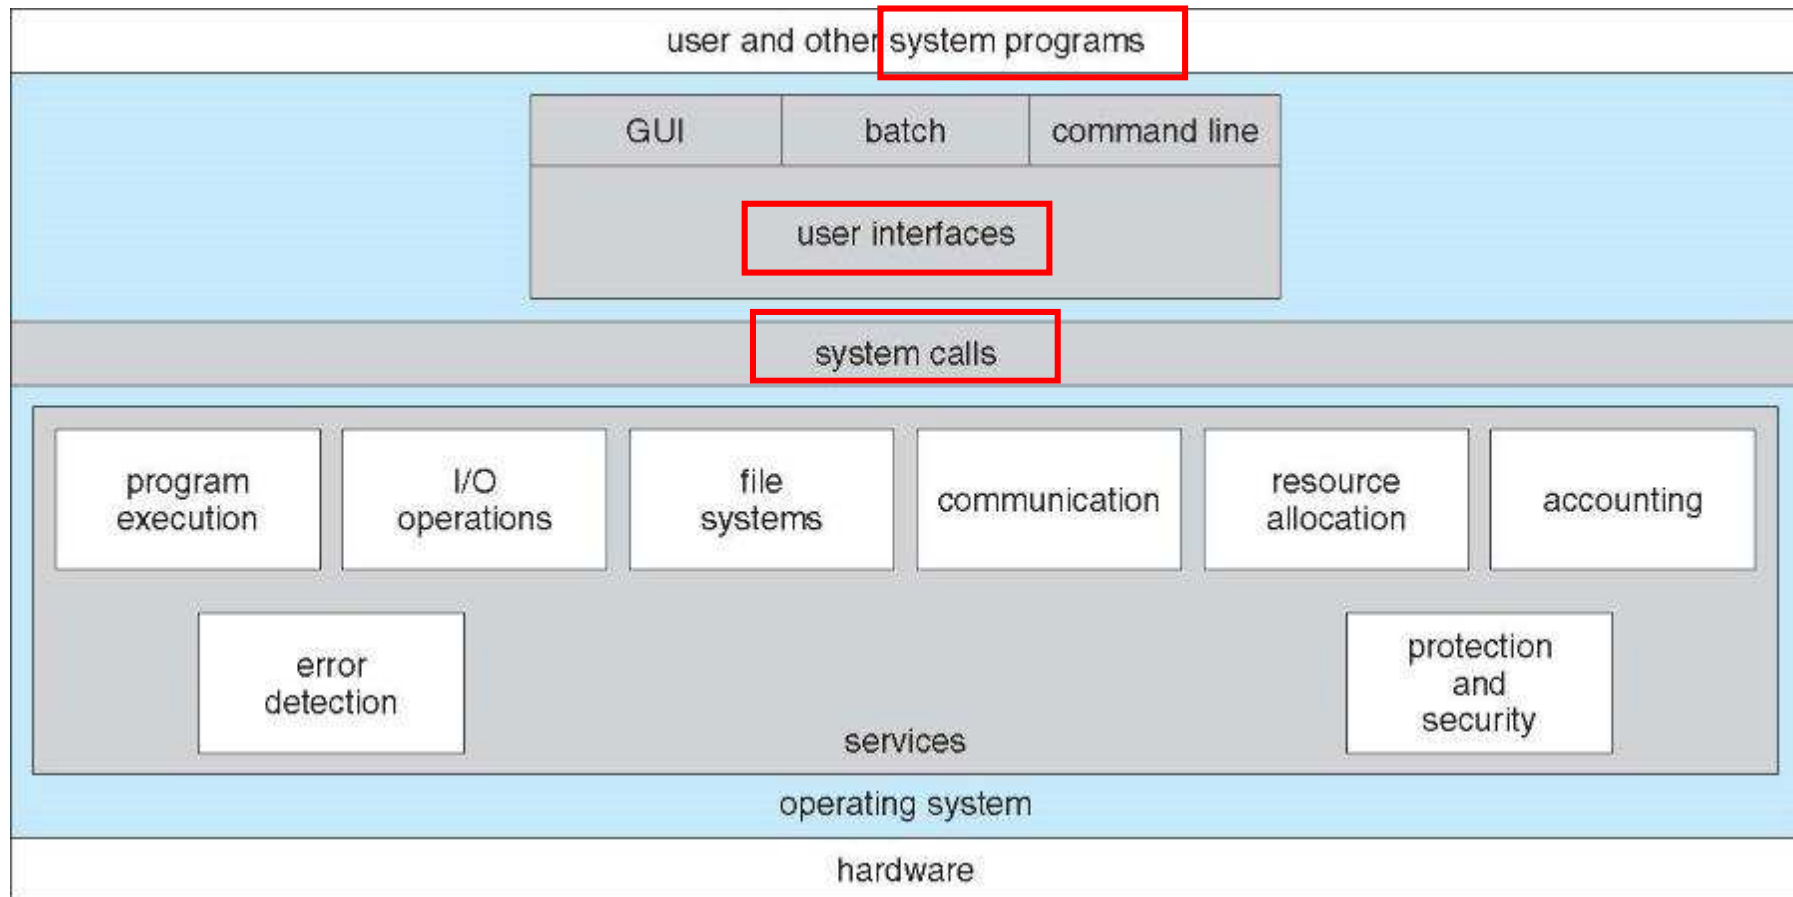 user and other system programs
GUI
batch
command line
user interfaces
system calls
program
execution
I/O
operations
file
systems
communication
resource
allocation
accounting
error
detection
protection
and
security
services
operating system
hardware